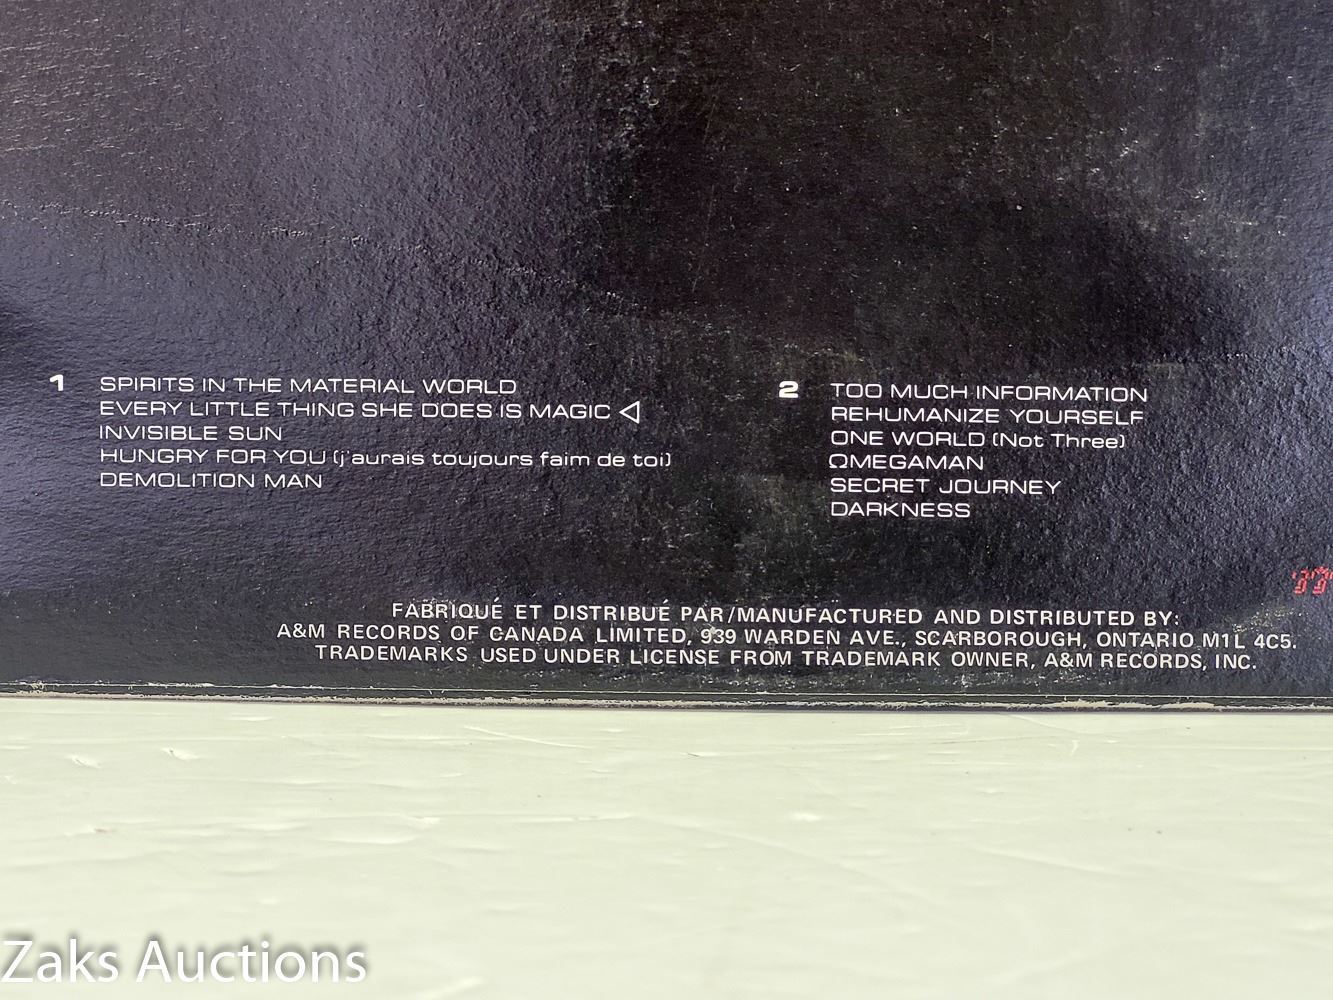 1
SPIRITS IN THE MATERIAL WORLD
EVERY LITTLE THING SHE DOES IS MAGIC ◁
INVISIBLE SUN
HUNGRY FOR YOU (j'aurais toujours faim de toi)
DEMOLITION MAN
2
TOO MUCH INFORMATION
REHUMANIZE YOURSELF
ONE WORLD (Not Three)
ΩMEGAMAN
SECRET JOURNEY
DARKNESS
FABRIQUÉ ET DISTRIBUÉ PAR/MANUFACTURED AND DISTRIBUTED BY:
A&M RECORDS OF CANADA LIMITED, 939 WARDEN AVE., SCARBOROUGH, ONTARIO M1L 4C5.
TRADEMARKS USED UNDER LICENSE FROM TRADEMARK OWNER, A&M RECORDS, INC.
Zaks Auctions